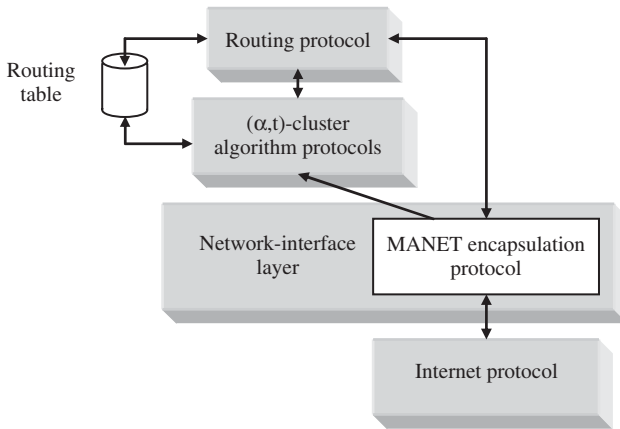 Routing protocol
Routing
table
(α,t)-cluster
algorithm protocols
Network-interface
layer
MANET encapsulation
protocol
Internet protocol